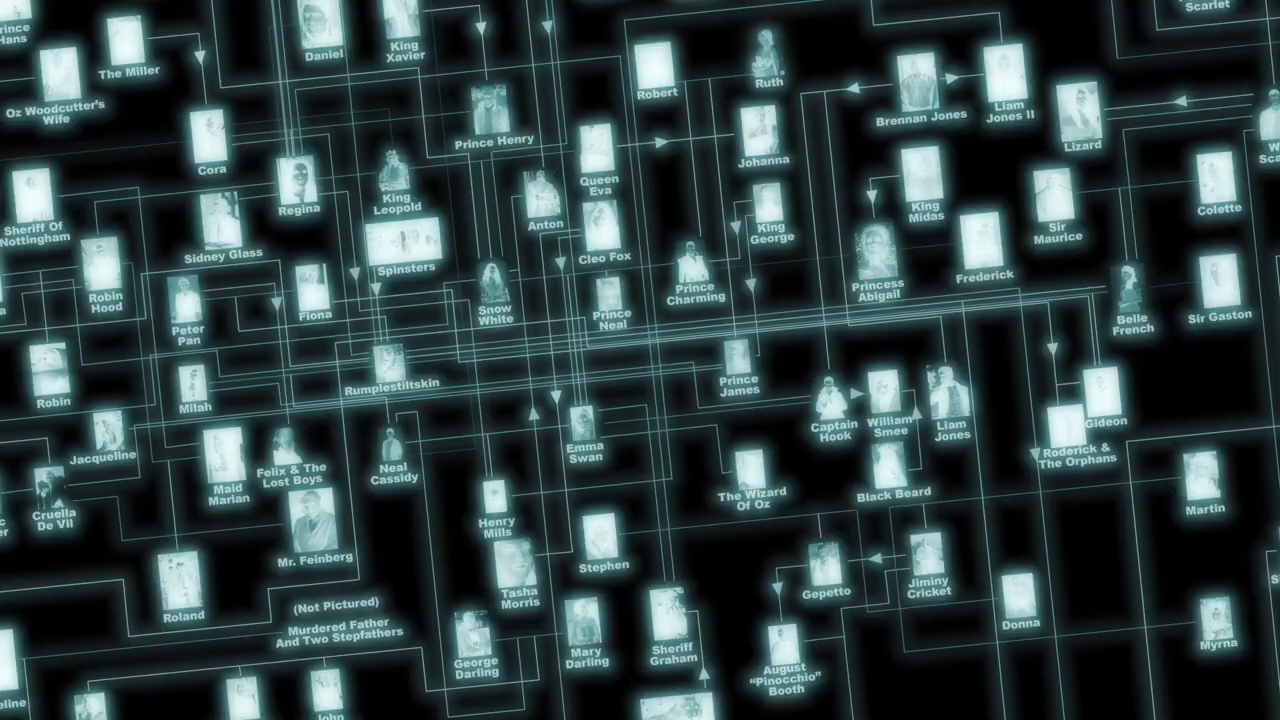 Scarlet
rince
Hans
The Miller
Daniel
King
Xavier
Robert
Ruth
Oz Woodcutter's
Wife
Cora
Prince Henry
Brennan Jones
Liam
Jones II
Lizard
Johanna
Regina
King
Leopold
Queen
Eva
Anton
Sheriff Of
Nottingham
Sidney Glass
Spinsters
Cleo Fox
King
George
King
Midas
Sir
Maurice
Colette
Robin
Hood
Peter
Pan
Fiona
Snow
White
Prince
Neal
Prince
Charming
Princess
Abigail
Frederick
Belle
French
Sir Gaston
Robin
Milah
Rumplestiltskin
Prince
James
Captain
Hook
William
Smee
Liam
Jones
Gideon
Roderick &
The Orphans
Jacqueline
Maid
Marian
Felix & The
Lost Boys
Neal
Cassidy
Emma
Swan
The Wizard
Of Oz
Black Beard
Martin
Cruella
De Vil
Mr. Feinberg
Henry
Mills
Stephen
Tasha
Morris
Gepetto
Jiminy
Cricket
Donna
Roland
(Not Pictured)
Murdered Father
And Two Stepfathers
George
Darling
Mary
Darling
Sheriff
Graham
August
"Pinocchio"
Booth
Myrna
eline
John